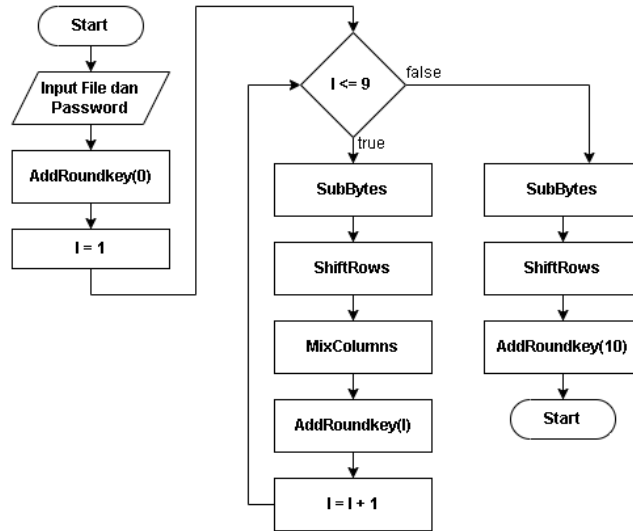 Start
Input File dan
Password
AddRoundkey(0)
I = 1
I <= 9
false
true
SubBytes
ShiftRows
MixColumns
AddRoundkey(I)
I = I + 1
SubBytes
ShiftRows
AddRoundkey(10)
Start